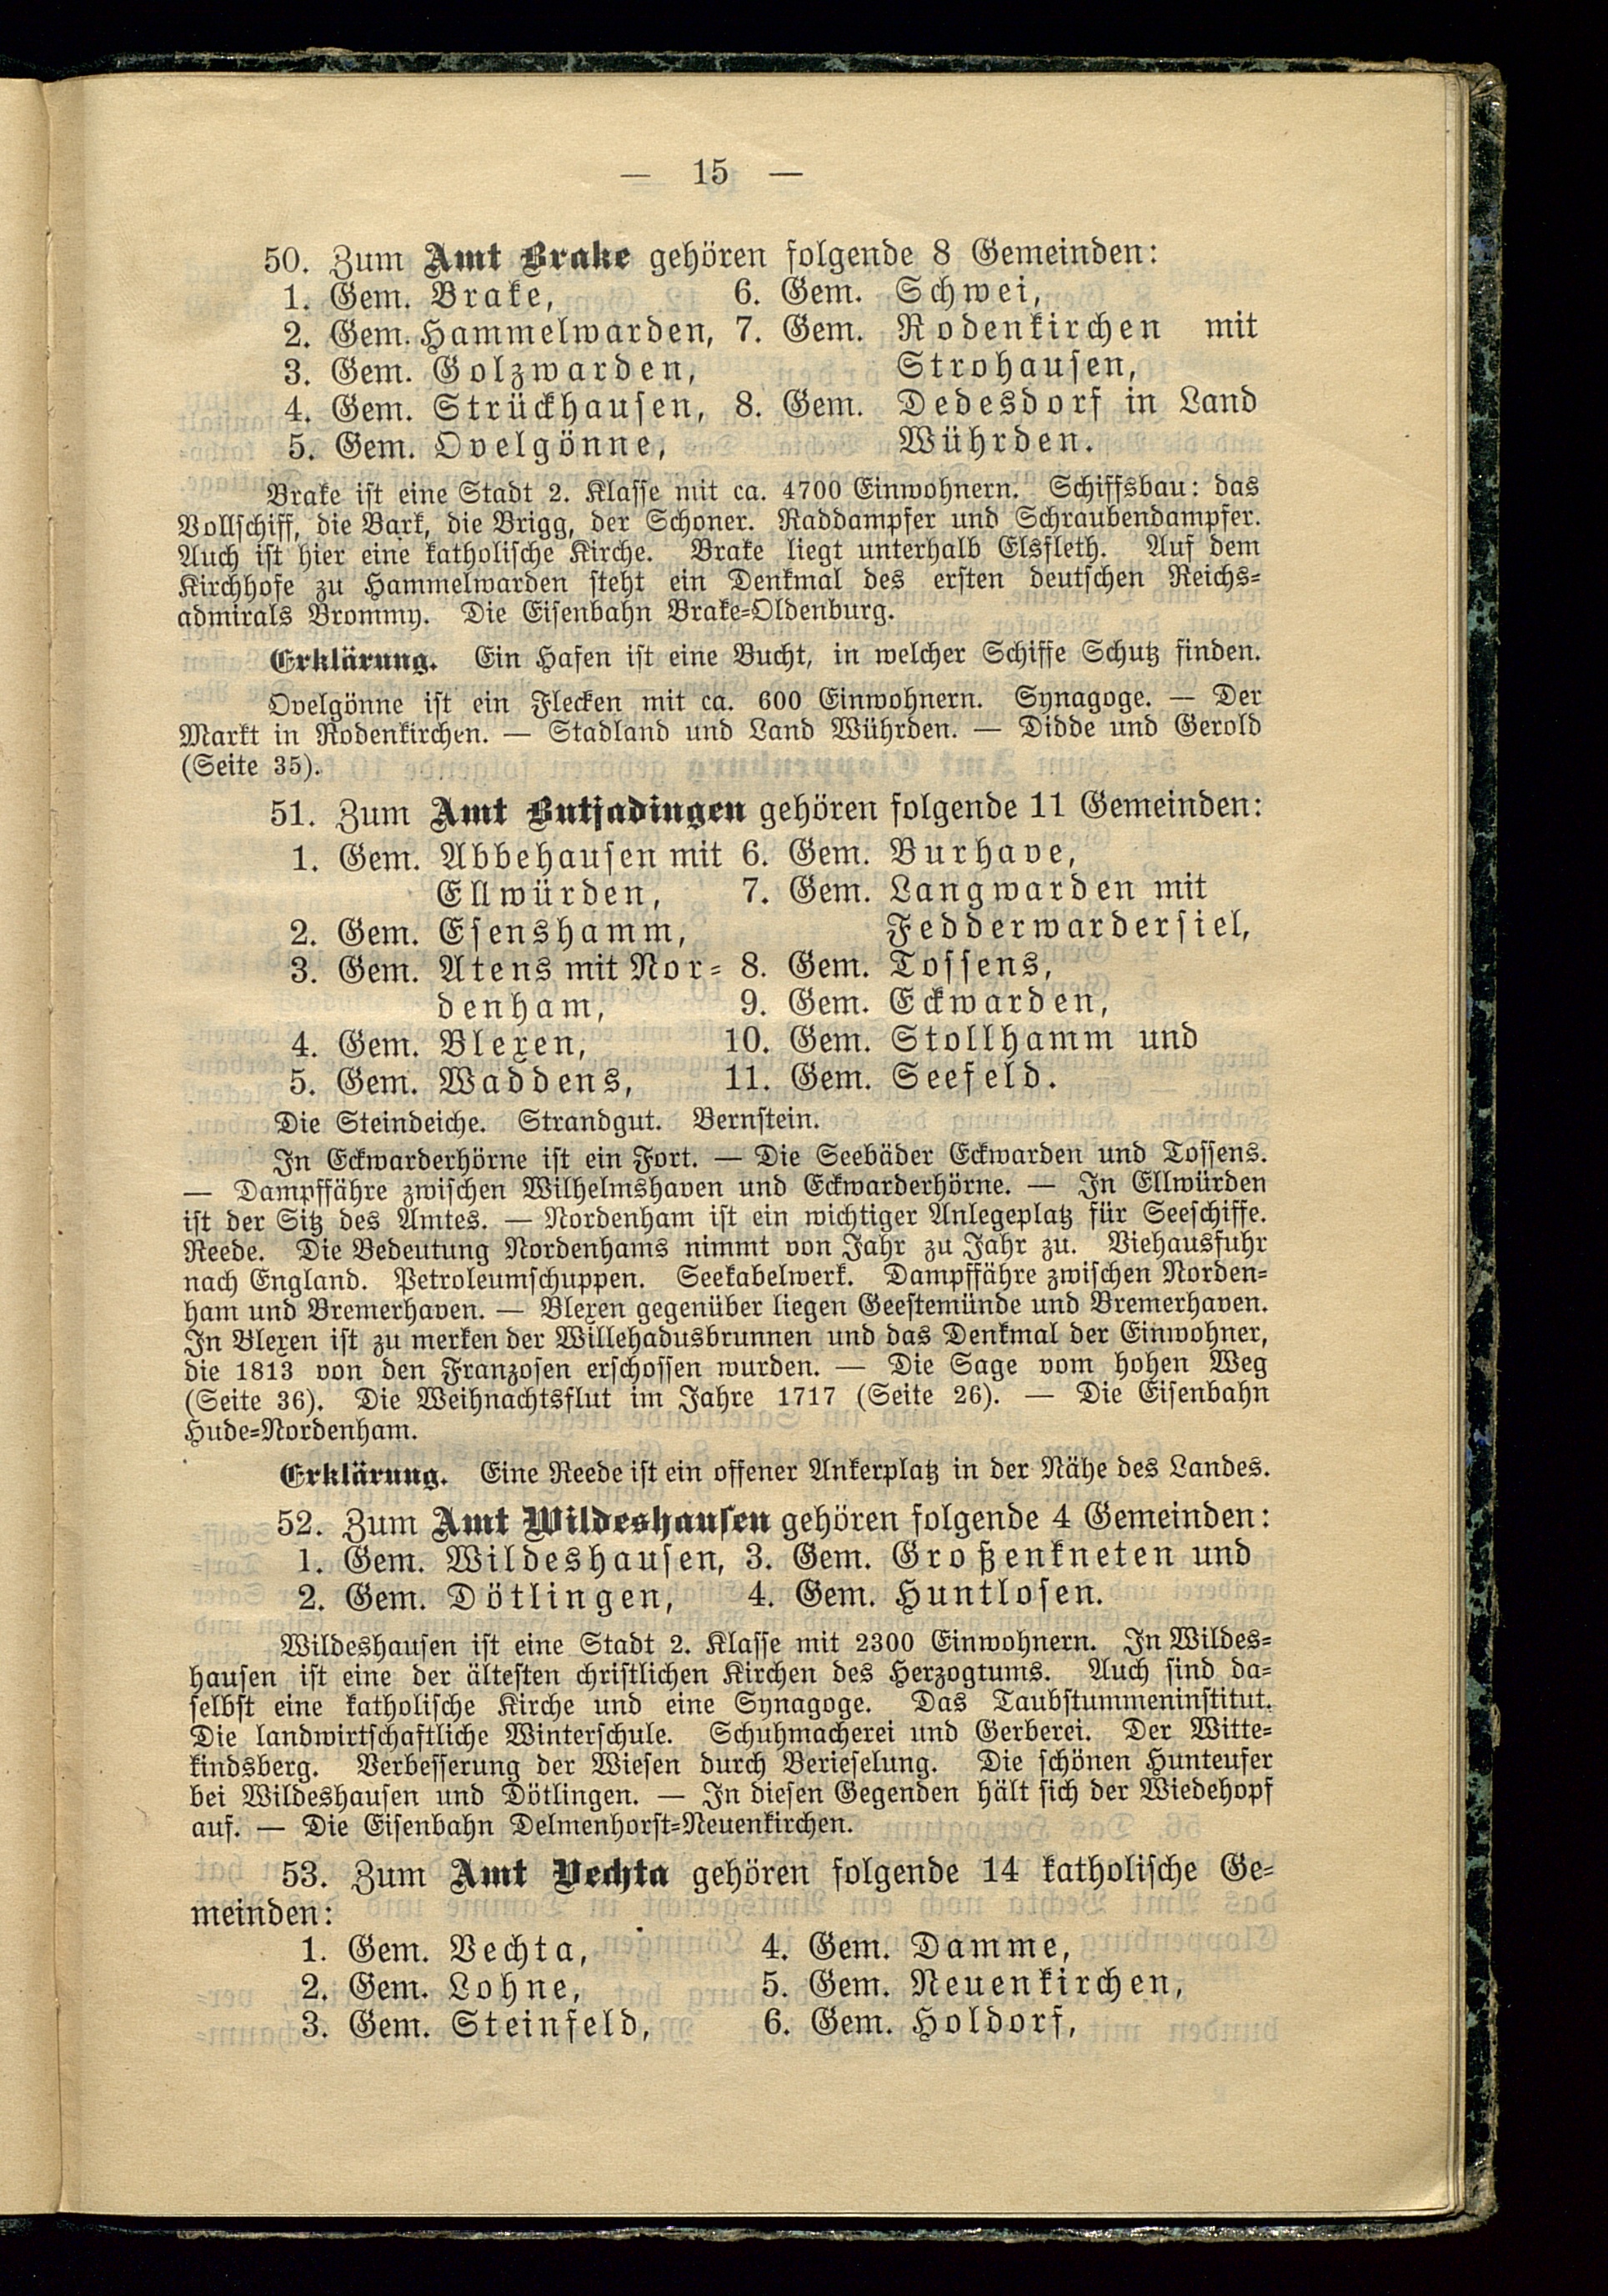 — 15 —
50. Zum Amt Brake gehören folgende 8 Gemeinden:
1. Gem. Brake,
2. Gem. Hammelwarden,
3. Gem. Golzwarden,
4. Gem. Strückhausen,
5. Gem. Ovelgönne,
6. Gem. Schwei,
7. Gem. Rodenkirchen mit
Strohausen,
8. Gem. Dedesdorf in Land
Wührden.
Brake ist eine Stadt 2. Klasse mit ca. 4700 Einwohnern. Schiffsbau: das
Vollschiff, die Bark, die Brigg, der Schoner. Raddampfer und Schraubendampfer.
Auch ist hier eine katholische Kirche. Brake liegt unterhalb Elsfleth. Auf dem
Kirchhofe zu Hammelwarden steht ein Denkmal des ersten deutschen Reichs-
admirals Brommy. Die Eisenbahn Brake-Oldenburg.
Erklärung. Ein Hafen ist eine Bucht, in welcher Schiffe Schutz finden.
Ovelgönne ist ein Flecken mit ca. 600 Einwohnern. Synagoge. — Der
Markt in Rodenkirchen. — Stadland und Land Wührden. — Didde und Gerold
(Seite 35).
51. Zum Amt Butjadingen gehören folgende 11 Gemeinden:
1. Gem. Abbehausen mit
Ellwürden,
2. Gem. Esenshamm,
3. Gem. Atens mit Nor-
denham,
4. Gem. Blexen,
5. Gem. Waddens,
6. Gem. Burhave,
7. Gem. Langwarden mit
Fedderwardersiel,
8. Gem. Tossens,
9. Gem. Eckwarden,
10. Gem. Stollhamm und
11. Gem. Seefeld.
Die Steindeiche. Strandgut. Bernstein.
In Eckwarderhörne ist ein Fort. — Die Seebäder Eckwarden und Tossens.
— Dampffähre zwischen Wilhelmshaven und Eckwarderhörne. — In Ellwürden
ist der Sitz des Amtes. — Nordenham ist ein wichtiger Anlegeplatz für Seeschiffe.
Reede. Die Bedeutung Nordenhams nimmt von Jahr zu Jahr zu. Viehausfuhr
nach England. Petroleumschuppen. Seekabelwerk. Dampffähre zwischen Norden-
ham und Bremerhaven. — Blexen gegenüber liegen Geestemünde und Bremerhaven.
In Blexen ist zu merken der Willehadusbrunnen und das Denkmal der Einwohner,
die 1813 von den Franzosen erschossen wurden. — Die Sage vom hohen Weg
(Seite 36). Die Weihnachtsflut im Jahre 1717 (Seite 26). — Die Eisenbahn
Hude-Nordenham.
Erklärung. Eine Reede ist ein offener Ankerplatz in der Nähe des Landes.
52. Zum Amt Wildeshausen gehören folgende 4 Gemeinden:
1. Gem. Wildeshausen,
2. Gem. Dötlingen,
3. Gem. Großenkneten und
4. Gem. Huntlosen.
Wildeshausen ist eine Stadt 2. Klasse mit 2300 Einwohnern. In Wildes-
hausen ist eine der ältesten christlichen Kirchen des Herzogtums. Auch sind da-
selbst eine katholische Kirche und eine Synagoge. Das Taubstummeninstitut.
Die landwirtschaftliche Winterschule. Schuhmacherei und Gerberei. Der Witte-
kindsberg. Verbesserung der Wiesen durch Berieselung. Die schönen Hunteufer
bei Wildeshausen und Dötlingen. — In diesen Gegenden hält sich der Wiedehopf
auf. — Die Eisenbahn Delmenhorst-Neuenkirchen.
53. Zum Amt Vechta gehören folgende 14 katholische Ge-
meinden:
1. Gem. Vechta,
2. Gem. Lohne,
3. Gem. Steinfeld,
4. Gem. Damme,
5. Gem. Neuenkirchen,
6. Gem. Holdorf,